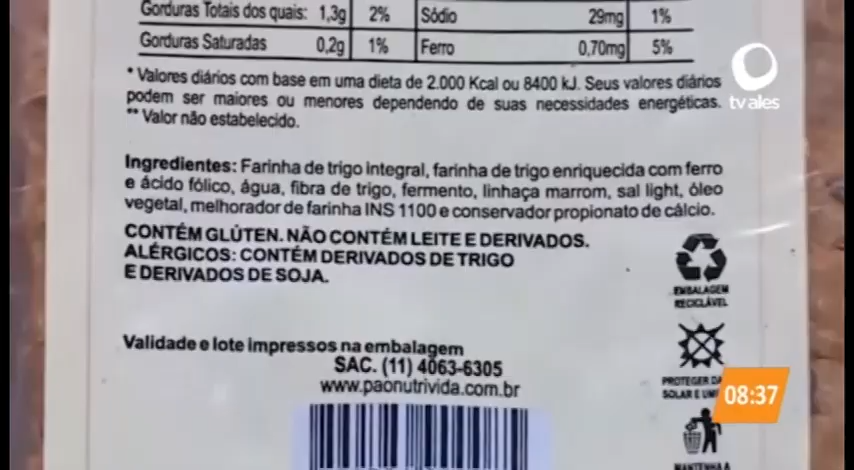 Gorduras Totais dos quais: 1,3g 2% Sódio 29mg 1%
Gorduras Saturadas 0,2g 1% Ferro 0,70mg 5%
* Valores diários com base em uma dieta de 2.000 Kcal ou 8400 kJ. Seus valores diários
podem ser maiores ou menores dependendo de suas necessidades energéticas.
** Valor não estabelecido.
tv ales
Ingredientes: Farinha de trigo integral, farinha de trigo enriquecida com ferro
e ácido fólico, água, fibra de trigo, fermento, linhaça marrom, sal light, óleo
vegetal, melhorador de farinha INS 1100 e conservador propionato de cálcio.
CONTÉM GLÚTEN. NÃO CONTÉM LEITE E DERIVADOS.
ALÉRGICOS: CONTÉM DERIVADOS DE TRIGO
E DERIVADOS DE SOJA.
EMBALAGEM
RECICLÁVEL
Validade e lote impressos na embalagem
SAC. (11) 4063-6305
www.paonutrivida.com.br
PROTEGER DA
SOLAR E
08:37
MANTENHA A